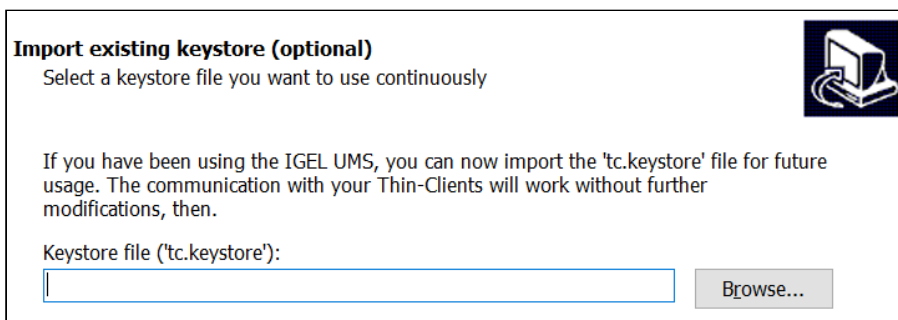 Import existing keystore (optional)
Select a keystore file you want to use continuously
If you have been using the IGEL UMS, you can now import the 'tc.keystore' file for future
usage. The communication with your Thin-Clients will work without further
modifications, then.
Keystore file ('tc.keystore'):
Browse...